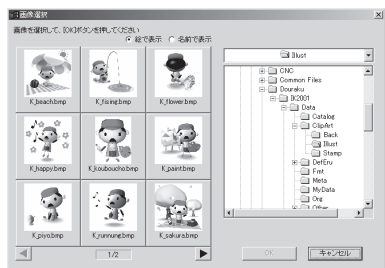 画像選択
画像を選択して、[OK]ボタンを押してください
絵で表示 名前で表示
K_beach.bmp
K_fising.bmp
K_flower.bmp
K_happy.bmp
K_kouboucho.bmp
K_paint.bmp
K_piyo.bmp
K_runnung.bmp
K_sakura.bmp
1/2
Illust
CNC
Common Files
Douraku
IK2001
Data
Catalog
ClipArt
Back
Illust
Stamp
DefEru
Fmt
Meta
MyData
Org
Other
OK
キャンセル